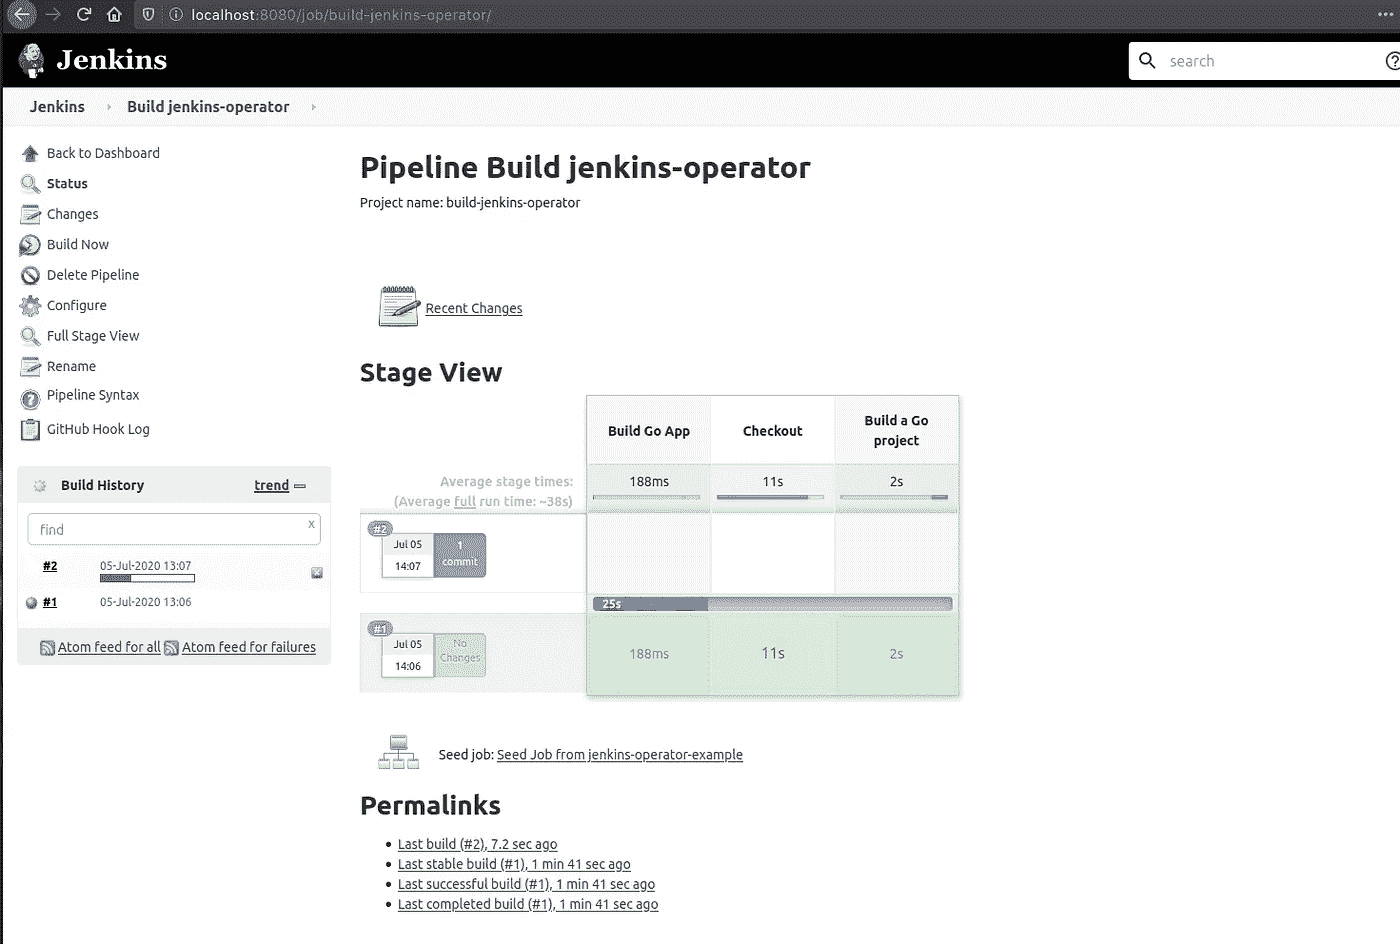 localhost:8080/job/build-jenkins-operator/
Jenkins
search
Jenkins
Build jenkins-operator
Back to Dashboard
Status
Changes
Build Now
Delete Pipeline
Configure
Full Stage View
Rename
Pipeline Syntax
GitHub Hook Log
Build History
trend
find
x
#2
05-Jul-2020 13:07
#1
05-Jul-2020 13:06
Atom feed for all
Atom feed for failures
Pipeline Build jenkins-operator
Project name: build-jenkins-operator
Recent Changes
Stage View
Build Go App
Checkout
Build a Go
project
Average stage times:
(Average full run time: ~38s)
188ms
11s
2s
#2
Jul 05
14:07
1
commit
25s
#1
Jul 05
14:06
No
Changes
188ms
11s
2s
Seed job: Seed Job from jenkins-operator-example
Permalinks
Last build (#2), 7.2 sec ago
Last stable build (#1), 1 min 41 sec ago
Last successful build (#1), 1 min 41 sec ago
Last completed build (#1), 1 min 41 sec ago